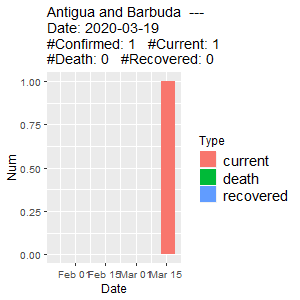 Antigua and Barbuda  ---
Date: 2020-03-19
#Confirmed: 1   #Current: 1
#Death: 0   #Recovered: 0
1.00
0.75
0.50
0.25
0.00
Num
Feb 01 Feb 15 Mar 01 Mar 15
Date
Type
current
death
recovered